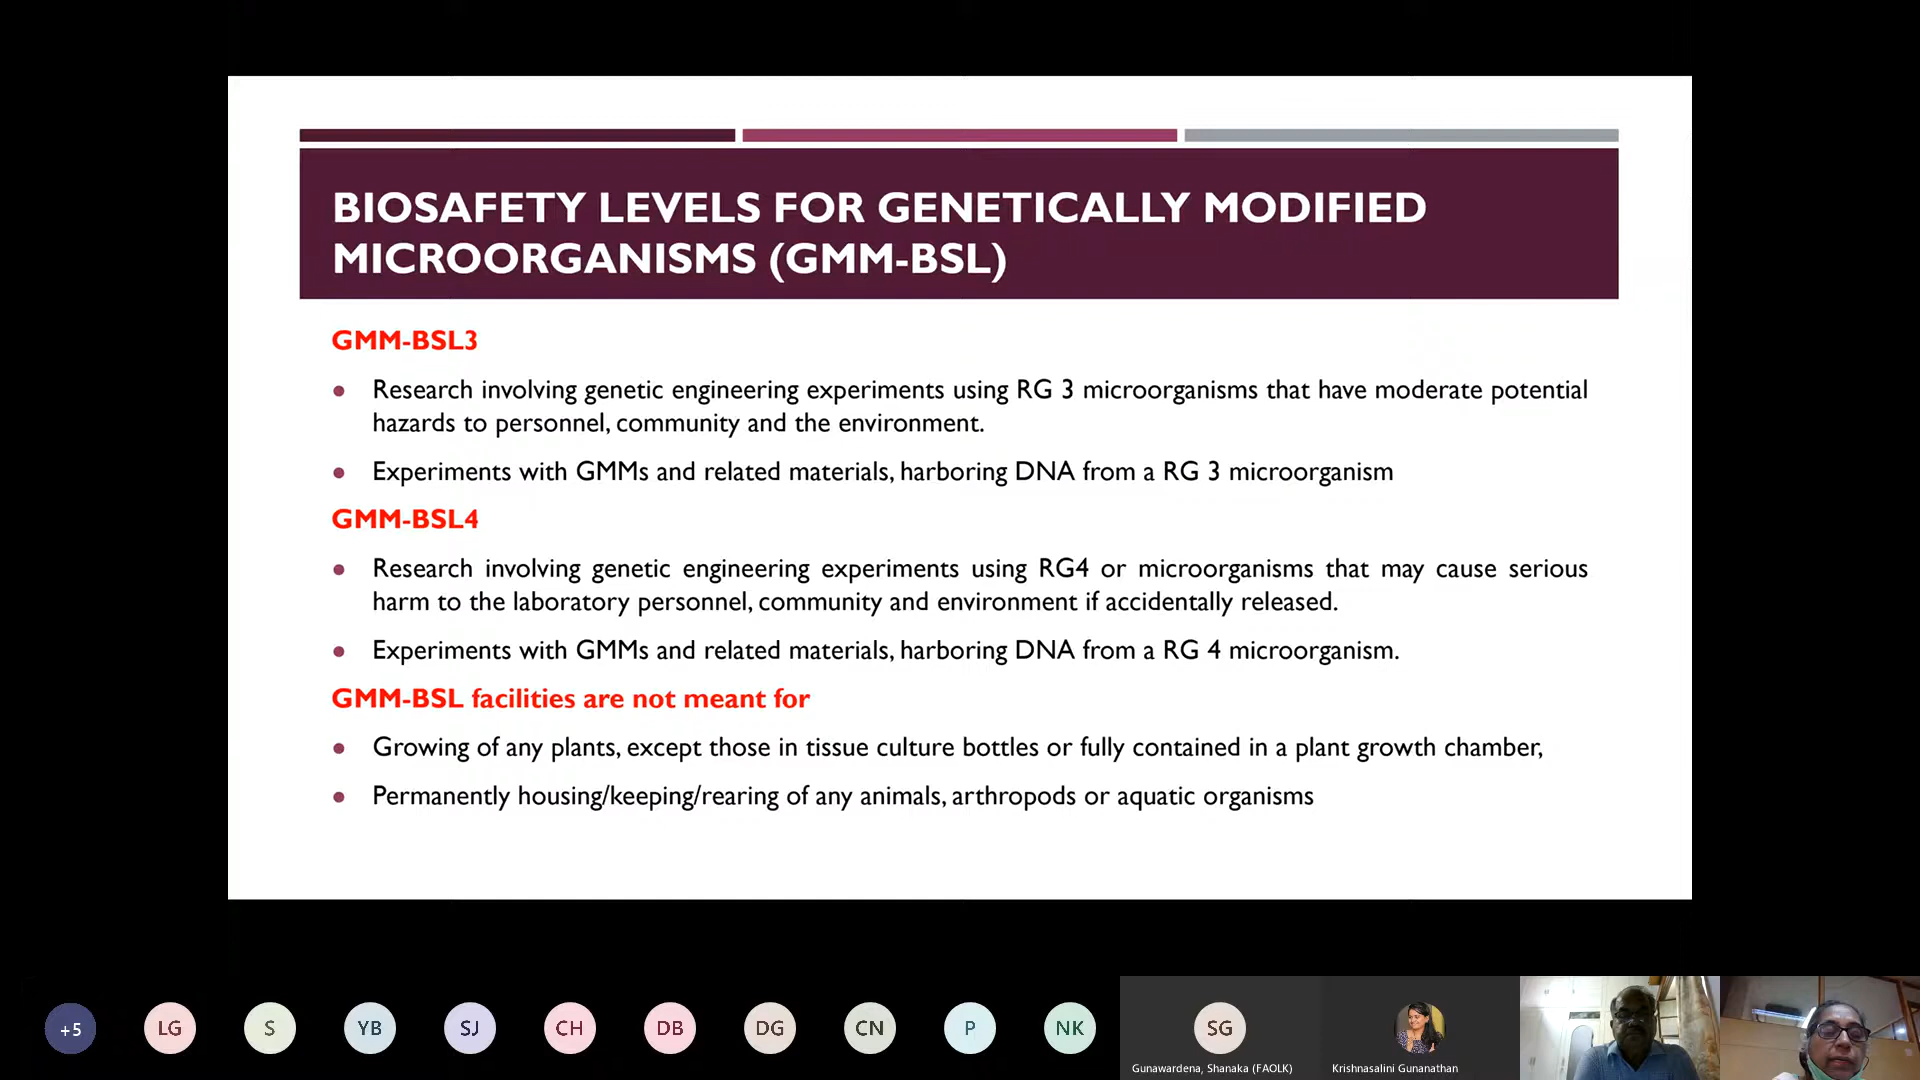 BIOSAFETY LEVELS FOR GENETICALLY MODIFIED
MICROORGANISMS (GMM-BSL)
GMM-BSL3
● Research involving genetic engineering experiments using RG 3 microorganisms that have moderate potential
hazards to personnel, community and the environment.
● Experiments with GMMs and related materials, harboring DNA from a RG 3 microorganism
GMM-BSL4
● Research involving genetic engineering experiments using RG4 or microorganisms that may cause serious
harm to the laboratory personnel, community and environment if accidentally released.
● Experiments with GMMs and related materials, harboring DNA from a RG 4 microorganism.
GMM-BSL facilities are not meant for
● Growing of any plants, except those in tissue culture bottles or fully contained in a plant growth chamber,
● Permanently housing/keeping/rearing of any animals, arthropods or aquatic organisms
+5 LG S YB SJ CH DB DG CN P NK SG
Gunawardena, Shanaka (FAOLK) Krishnasalini Gunanathan